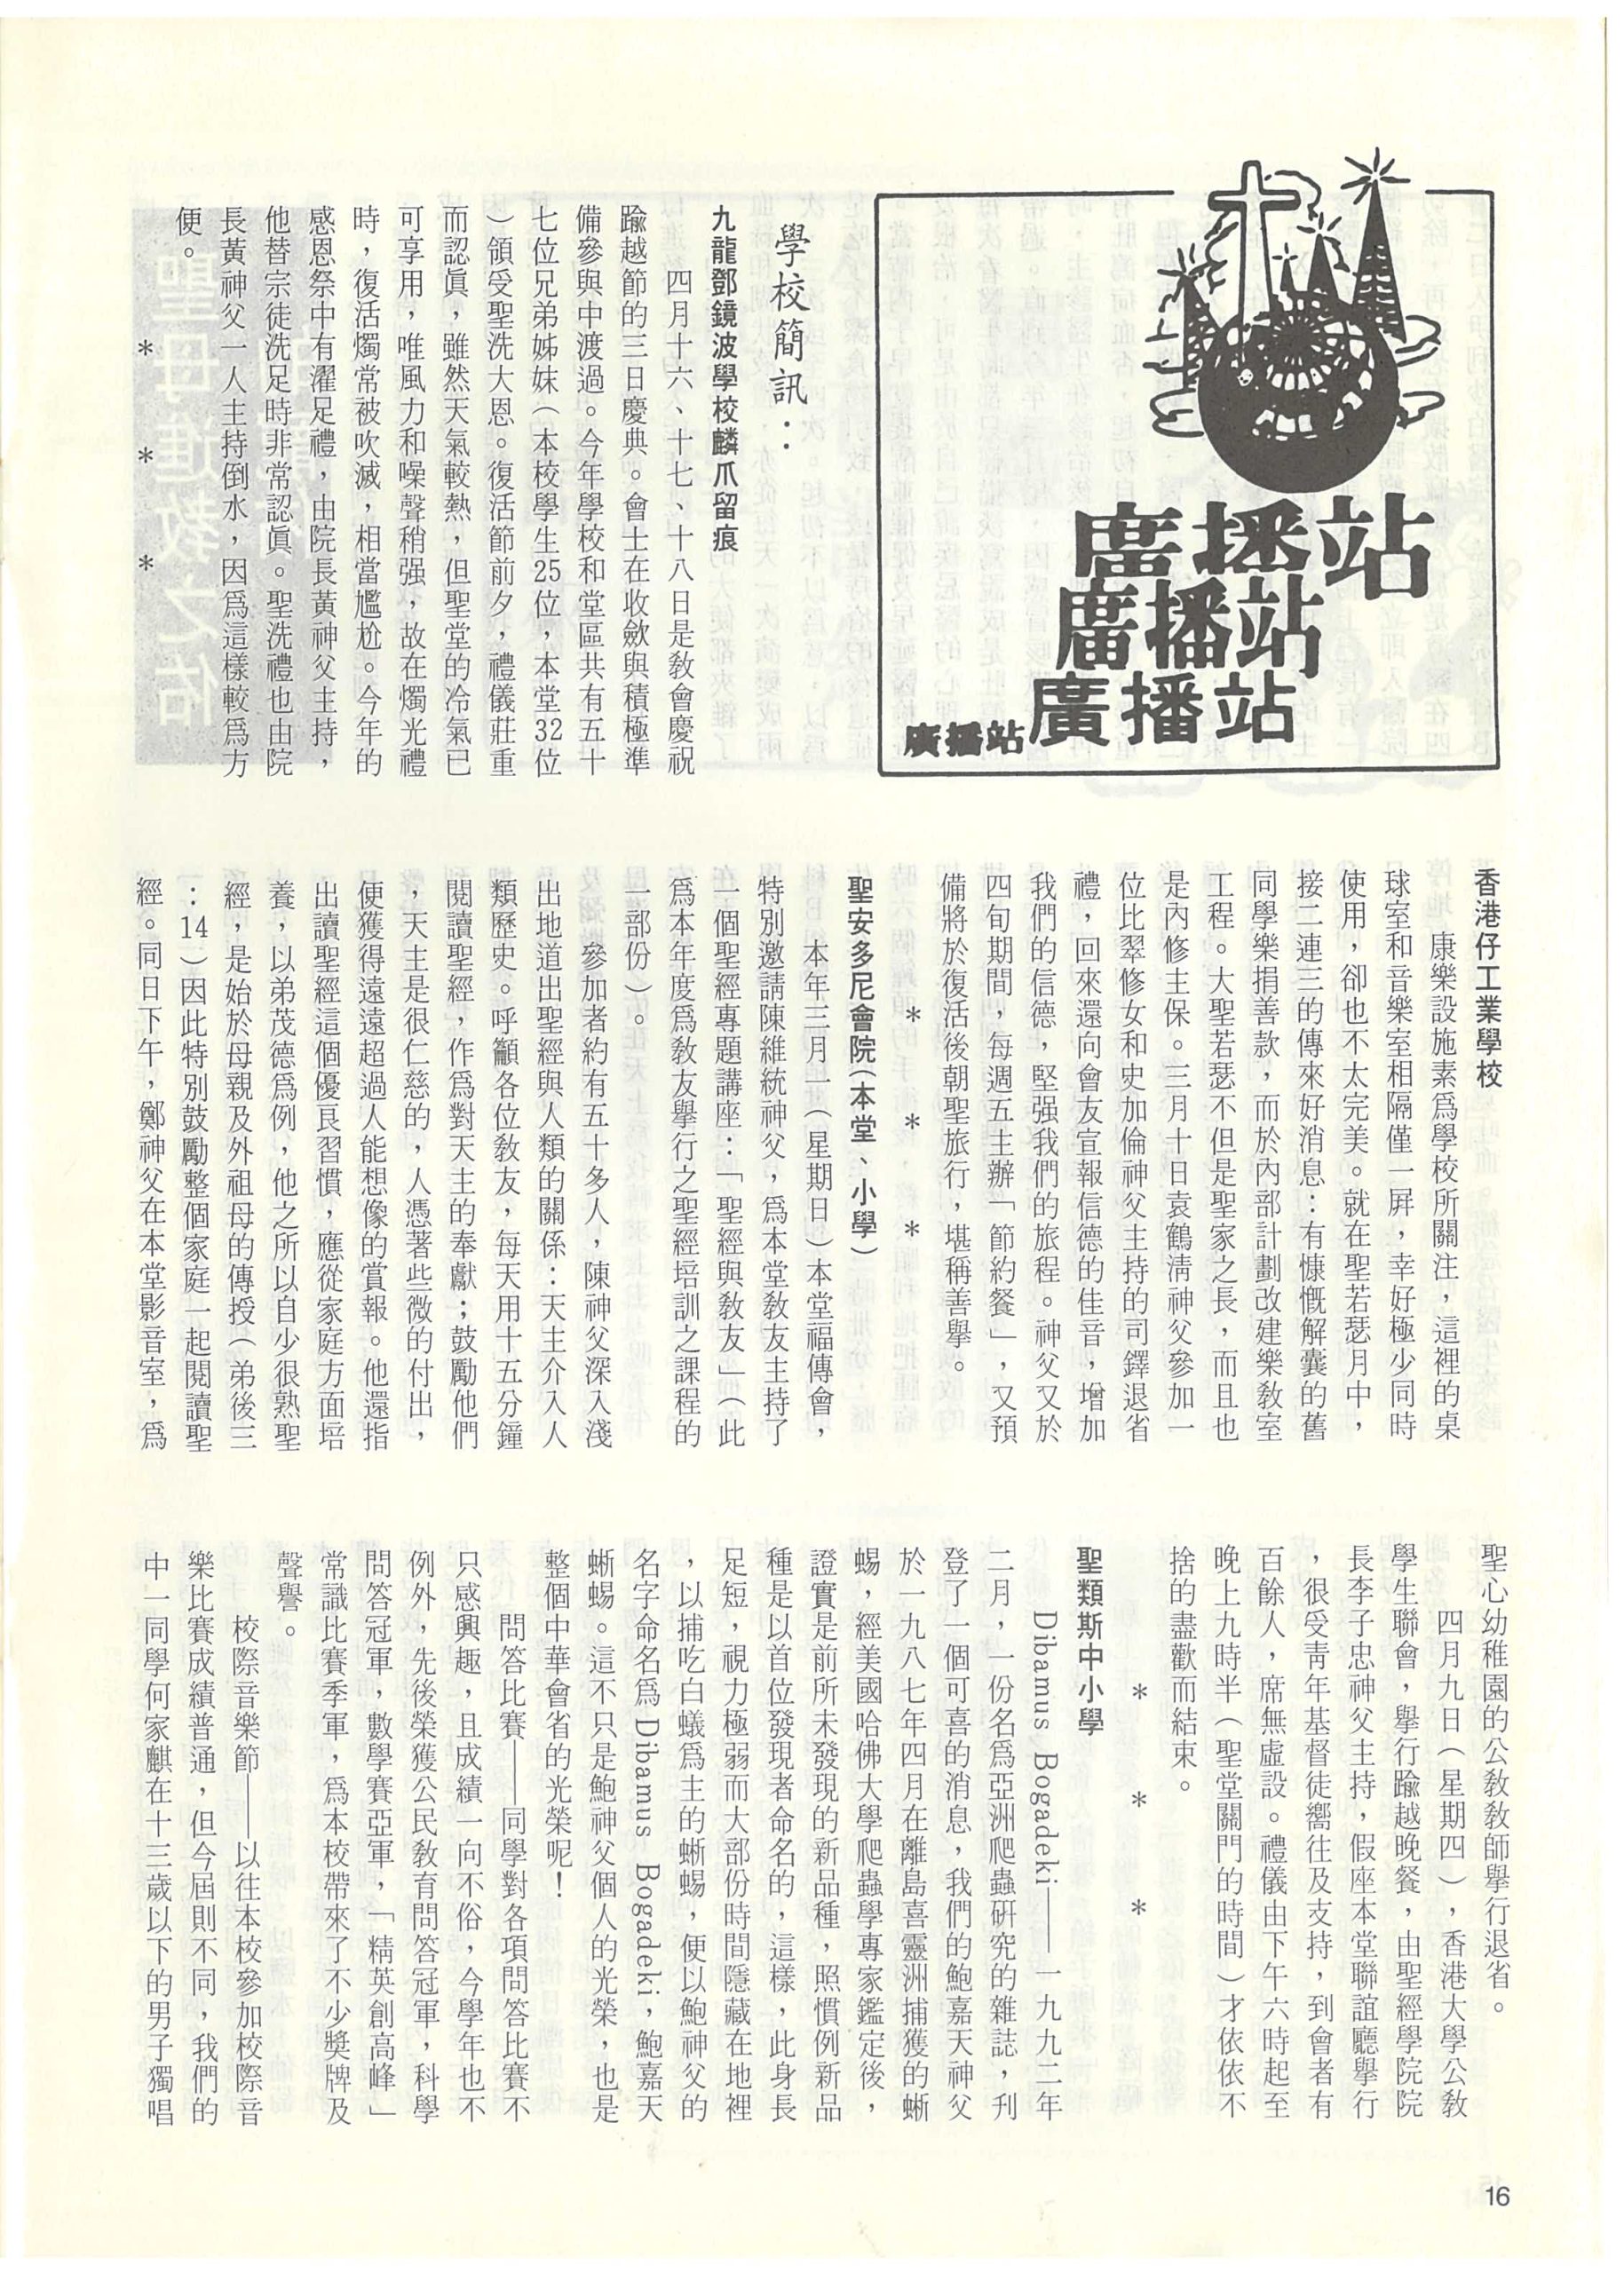 廣播站
廣播站
廣播站
廣播站
學校簡訊：
九龍鄧鏡波學校麟爪留痕
四月十六、十七、十八日是教會慶祝
踰越節的三日慶典。會士在收斂與積極準
備參與中渡過。今年學校和堂區共有五十
七位兄弟姊妹（本校學生25位，本堂32位
）領受聖洗大恩。復活節前夕，禮儀莊重
而認眞，雖然天氣較熱，但聖堂的冷氣已
可享用，唯風力和噪聲稍强，故在燭光禮
時，復活燭常被吹滅，相當尷尬。今年的
感恩祭中有濯足禮，由院長黃神父主持，
他替宗徒洗足時非常認眞。聖洗禮也由院
長黃神父一人主持倒水，因爲這樣較爲方
便。
＊　＊　＊
香港仔工業學校
康樂設施素爲學校所關注，這裡的桌
球室和音樂室相隔僅一屏，幸好極少同時
使用，卻也不太完美。就在聖若瑟月中，
接二連三的傳來好消息：有慷慨解囊的舊
同學樂捐善款，而於內部計劃改建樂教室
工程。大聖若瑟不但是聖家之長，而且也
是內修主保。三月十日袁鶴淸神父參加一
位比翠修女和史加倫神父主持的司鐸退省
禮，回來還向會友宣報信德的佳音，增加
我們的信德，堅强我們的旅程。神父又於
四旬期間，每週五主辦「節約餐」，又預
備將於復活後朝聖旅行，堪稱善舉。
＊　＊　＊
聖安多尼會院（本堂、小學）
本年三月一（星期日）本堂福傳會，
特別邀請陳維統神父，爲本堂教友主持了
一個聖經專題講座：「聖經與教友」（此
爲本年度爲教友學行之聖經培訓之課程的
一部份）。
參加者約有五十多人，陳神父深入淺
出地道出聖經與人類的關係：天主介入人
類歷史。呼籲各位教友，每天用十五分鐘
閱讀聖經，作爲對天主的奉獻；鼓勵他們
，天主是很仁慈的，人憑著些微的付出，
便獲得遠遠超過人能想像的賞報。他還指
出讀聖經這個優良習慣，應從家庭方面培
養，以弟茂德爲例，他之所以自少很熟聖
經，是始於母親及外祖母的傳授（弟後三
：14）因此特別鼓勵整個家庭一起閱讀聖
經。同日下午，鄭神父在本堂影音室，爲
聖心幼稚園的公教教師學行退省。
四月九日（星期四），香港大學公教
學生聯會，學行踰越晚餐，由聖經學院院
長李子忠神父主持，假座本堂聯誼廳學行
，很受靑年基督徒嚮往及支持，到會者有
百餘人，席無虛設。禮儀由下午六時起至
晚上九時半（聖堂關門的時間）才依依不
捨的盡歡而結束。
＊　＊　＊
聖類斯中小學
Dibamus Bogadeki——一九九二年
二月，一份名爲亞洲爬蟲硏究的雜誌，刋
登了一個可喜的消息，我們的鮑嘉天神父
於一九八七年四月在離島喜靈洲捕獲的蜥
蜴，經美國哈佛大學爬蟲學專家鑑定後，
證實是前所未發現的新品種，照慣例新品
種是以首位發現者命名的，這樣，此身長
足短，視力極弱而大部份時間隱藏在地裡
，以捕吃白蟻爲主的蜥蜴，便以鮑神父的
名字命名爲 Dibamus Bogadeki，鮑嘉天
蜥蜴。這不只是鮑神父個人的光榮，也是
整個中華會省的光榮呢！
問答比賽——同學對各項問答比賽不
只感興趣，且成績一向不俗，今學年也不
例外，先後榮獲公民教育問答冠軍，科學
問答冠軍，數學賽亞軍，「精英創高峰」
常識比賽季軍，爲本校帶來了不少獎牌及
聲譽。
校際音樂節——以往本校參加校際音
樂比賽成績普通，但今屆則不同，我們的
中一同學何家麒在十三歲以下的男子獨唱
16